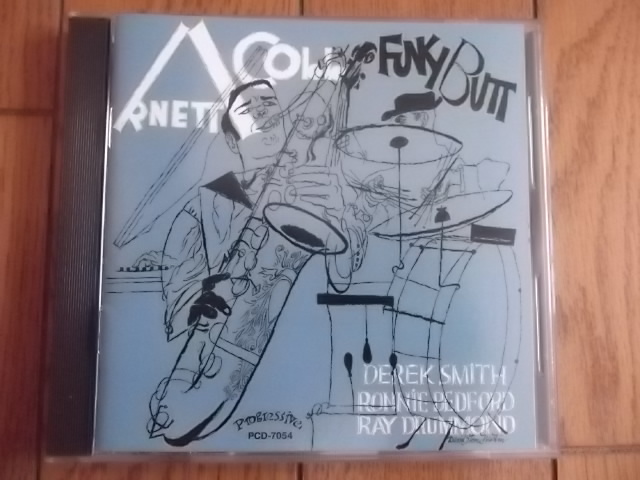 ARNETT COBB
FUNKY BUTT
DEREK SMITH
RONNIE BEDFORD
RAY DRUMMOND
Progressive
PCD-7054